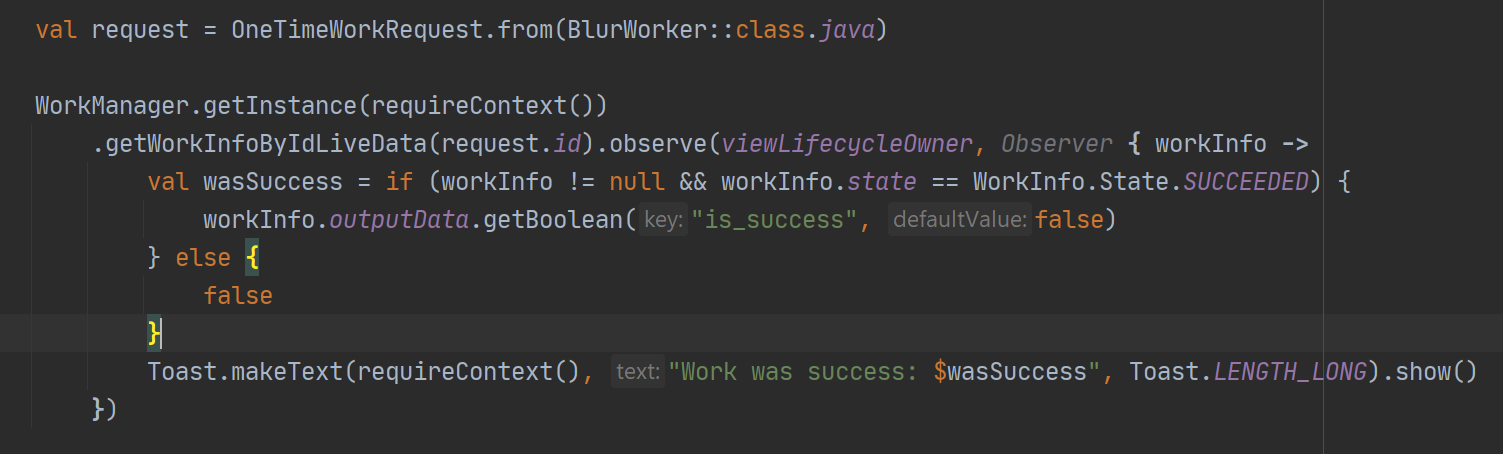 val request = OneTimeWorkRequest.from(BlurWorker::class.java)
WorkManager.getInstance(requireContext())
.getWorkInfoByIdLiveData(request.id).observe(viewLifecycleOwner, Observer { workInfo ->
val wasSuccess = if (workInfo != null && workInfo.state == WorkInfo.State.SUCCEEDED) {
workInfo.outputData.getBoolean( key: "is_success", defaultValue: false)
} else {
false
}
Toast.makeText(requireContext(), text: "Work was success: $wasSuccess", Toast.LENGTH_LONG).show()
})